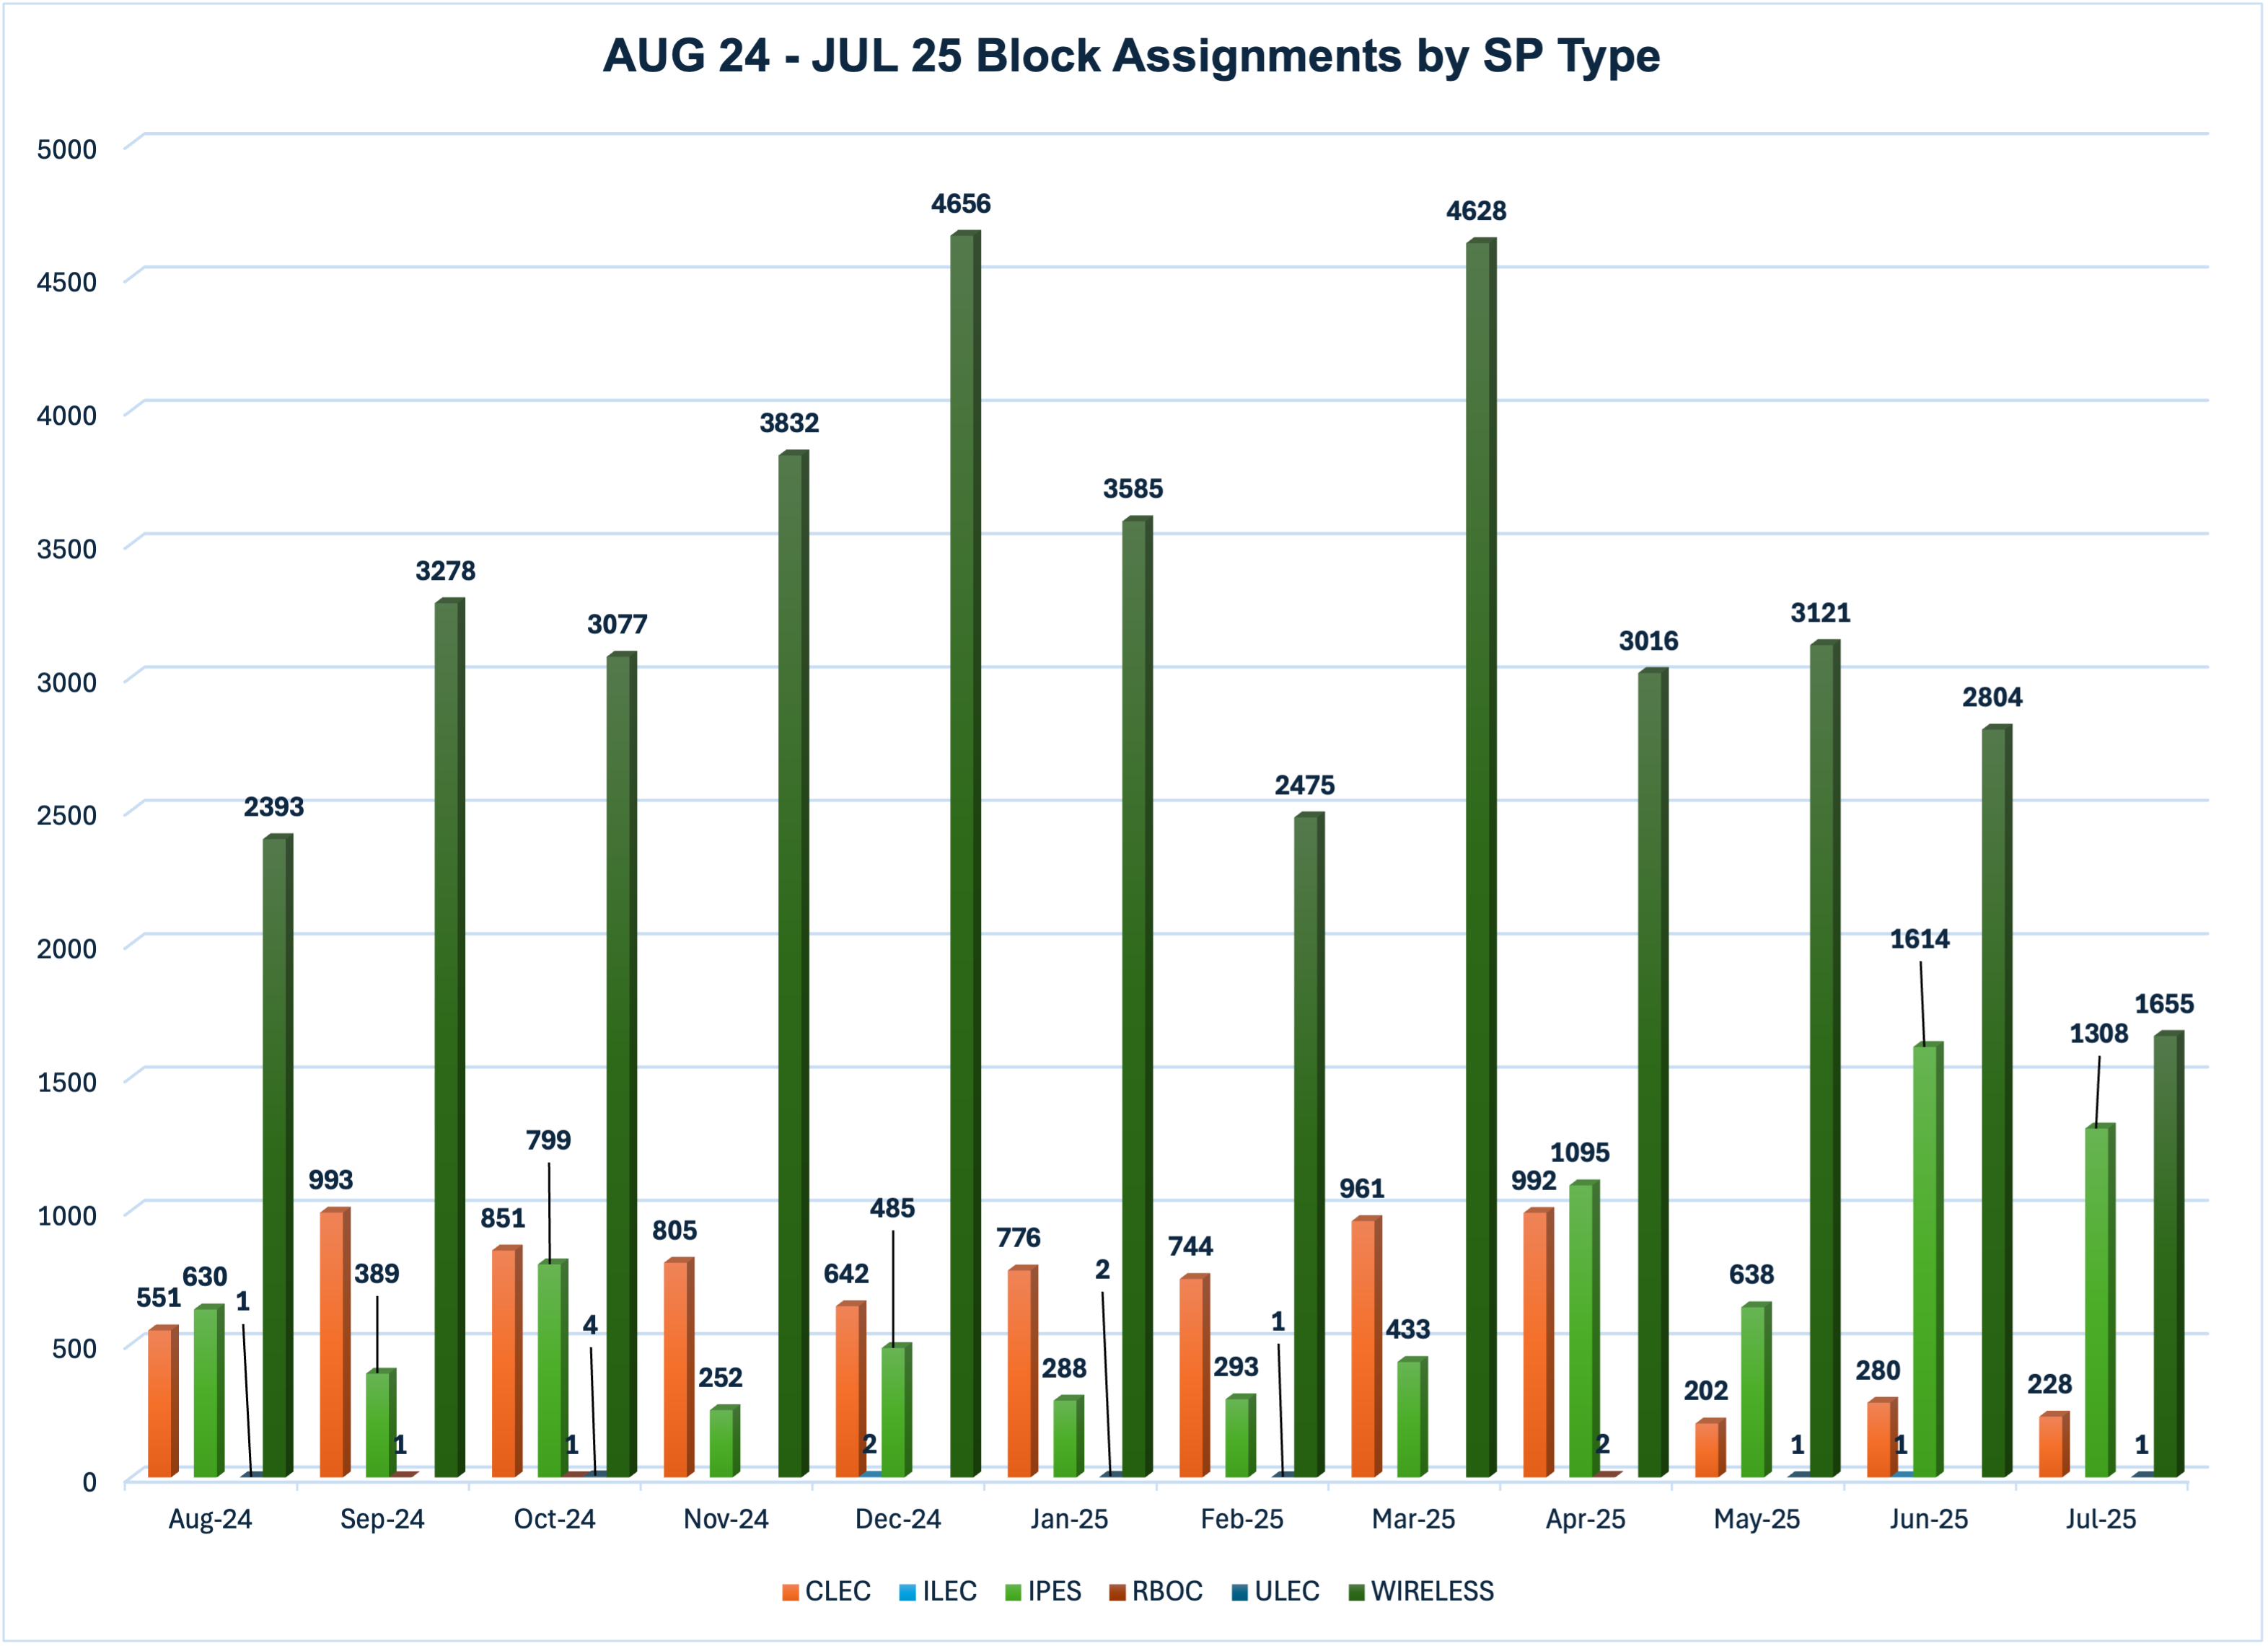 AUG 24 - JUL 25 Block Assignments by SP Type
5000
4500
4000
3500
3000
2500
2000
1500
1000
500
0
551 630 1 2393
993 389 1 3278
851 799 1 4 3077
805 252 3832
642 2 485 4656
776 288 2 3585
744 293 1 2475
961 433 4628
992 1095 2 3016
202 638 1 3121
280 1 1614 2804
228 1308 1 1655
Aug-24 Sep-24 Oct-24 Nov-24 Dec-24 Jan-25 Feb-25 Mar-25 Apr-25 May-25 Jun-25 Jul-25
CLEC ILEC IPES RBOC ULEC WIRELESS